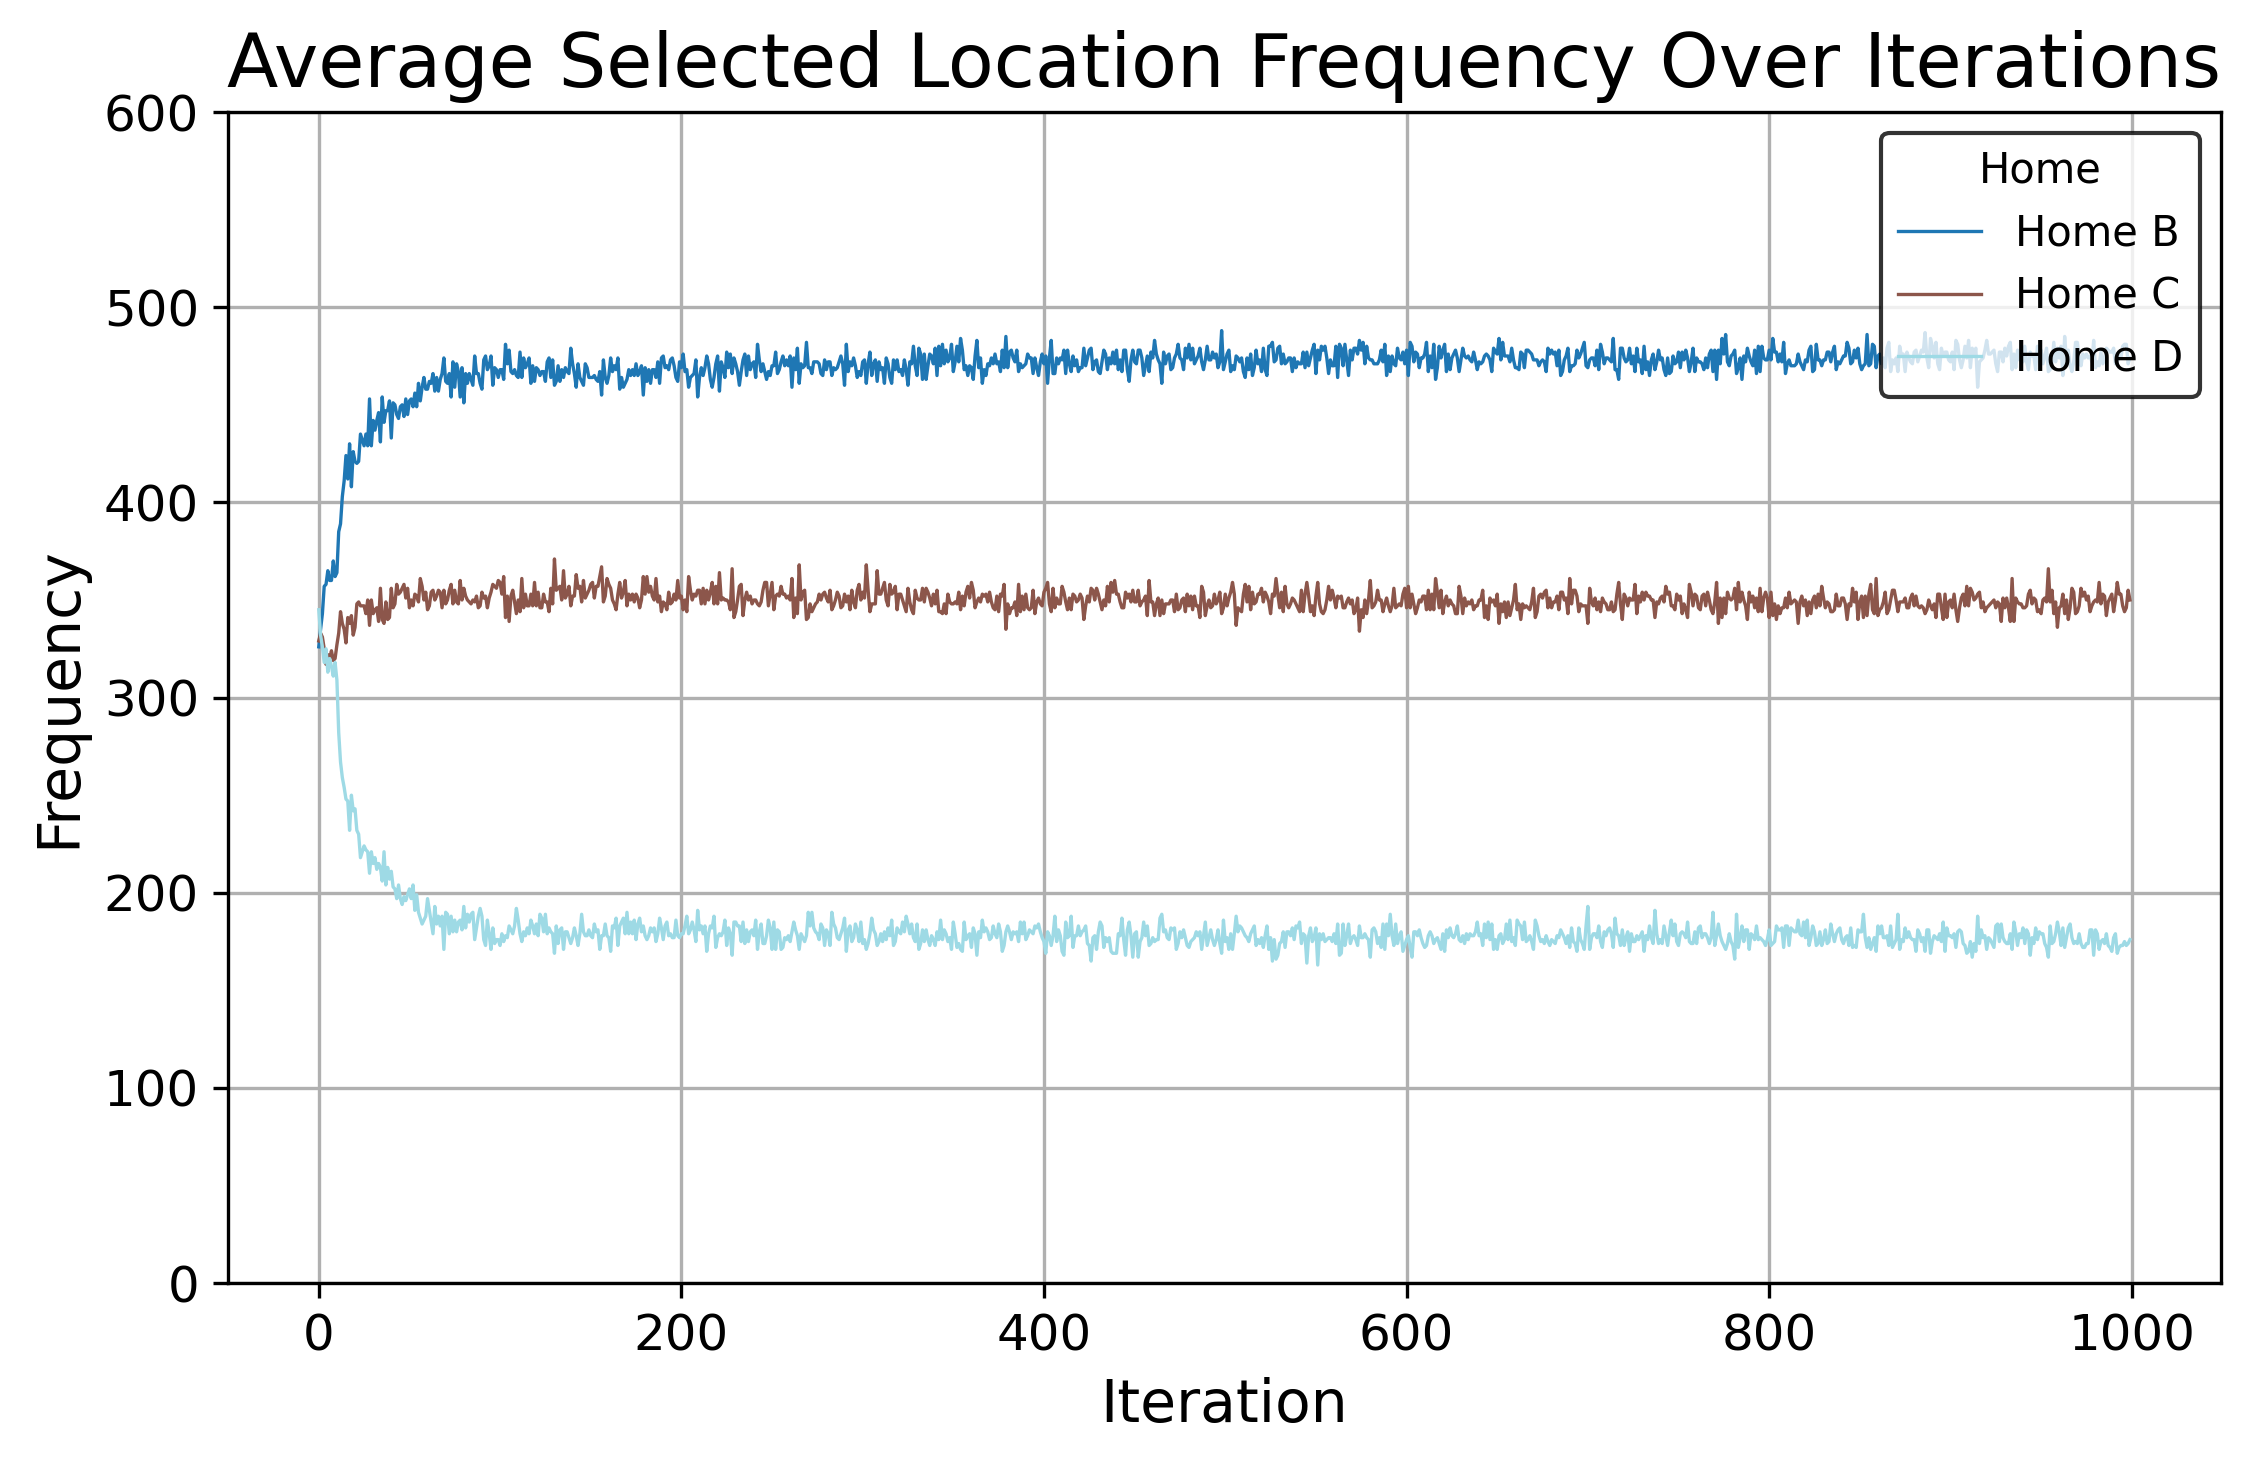 Average Selected Location Frequency Over Iterations
600
500
400
300
200
100
0
Frequency
Home
Home B
Home C
Home D
0 200 400 600 800 1000
Iteration